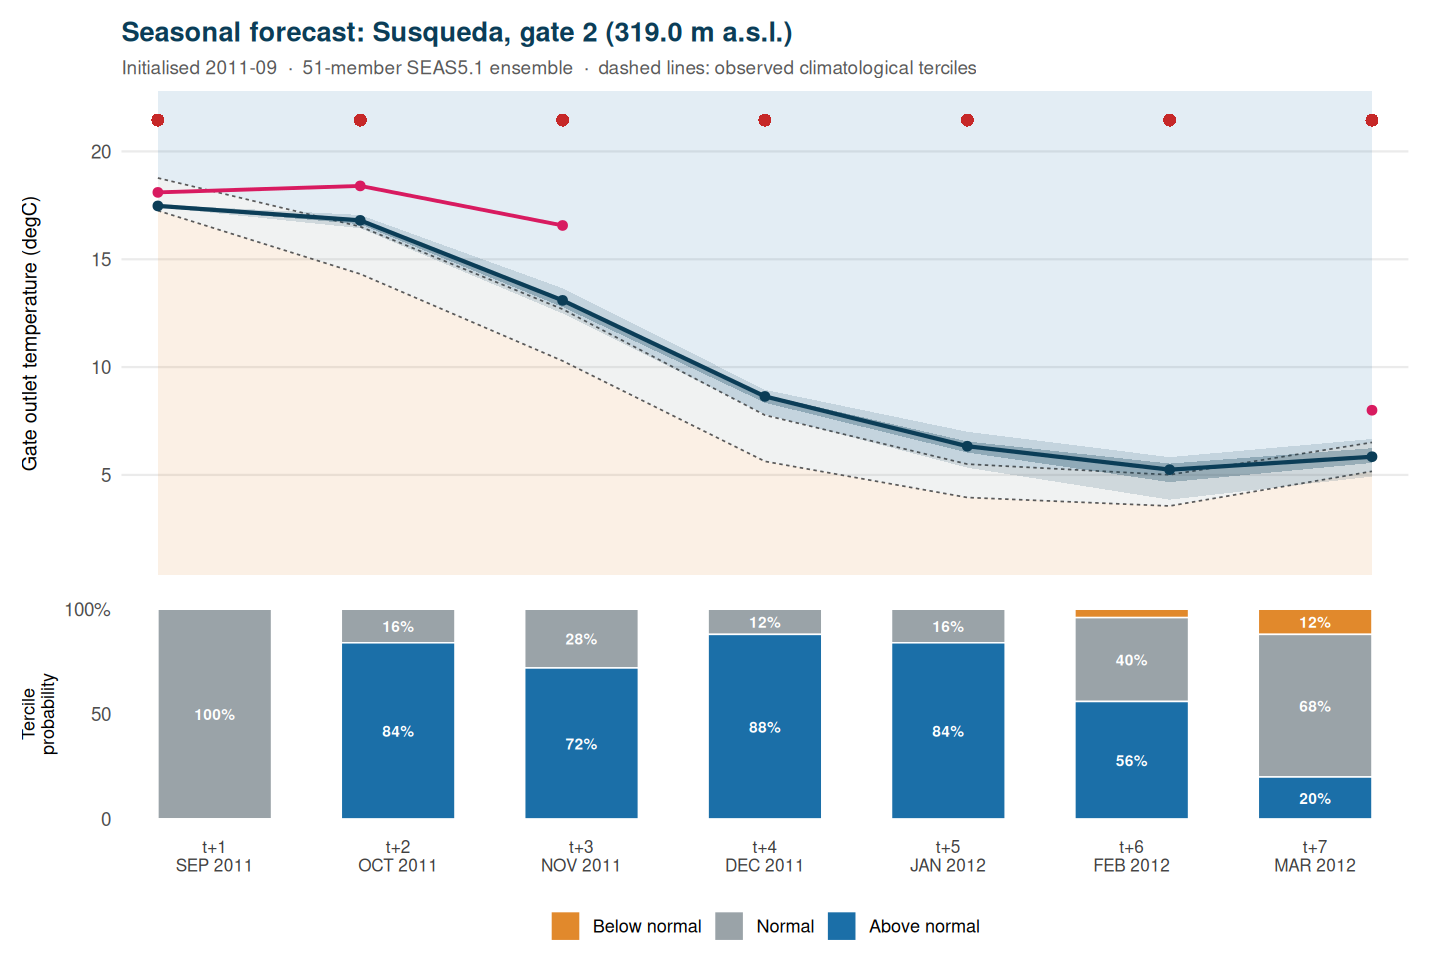 Seasonal forecast: Susqueda, gate 2 (319.0 m a.s.l.)
Initialised 2011-09 · 51-member SEAS5.1 ensemble · dashed lines: observed climatological terciles
Gate outlet temperature (degC)
20
15
10
5
Tercile
probability
100%
50
0
100%
16%
84%
28%
72%
12%
88%
16%
84%
40%
56%
12%
68%
20%
t+1
SEP 2011
t+2
OCT 2011
t+3
NOV 2011
t+4
DEC 2011
t+5
JAN 2012
t+6
FEB 2012
t+7
MAR 2012
Below normal
Normal
Above normal